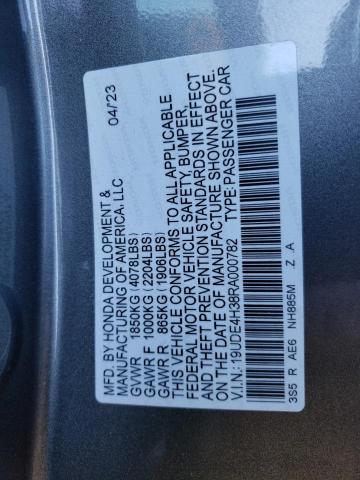 MFD. BY HONDA DEVELOPMENT & 04/23
MANUFACTURING OF AMERICA, LLC
GVWR 1850KG (4078LBS)
GAWR F 1000KG (2204LBS)
GAWR R 865KG (1906LBS)
THIS VEHICLE CONFORMS TO ALL APPLICABLE
FEDERAL MOTOR VEHICLE SAFETY, BUMPER,
AND THEFT PREVENTION STANDARDS IN EFFECT
ON THE DATE OF MANUFACTURE SHOWN ABOVE.
V.I.N.:19UDE4H38RA000782 TYPE:PASSENGER CAR
3S5 R AE6 NH885M . Z . A